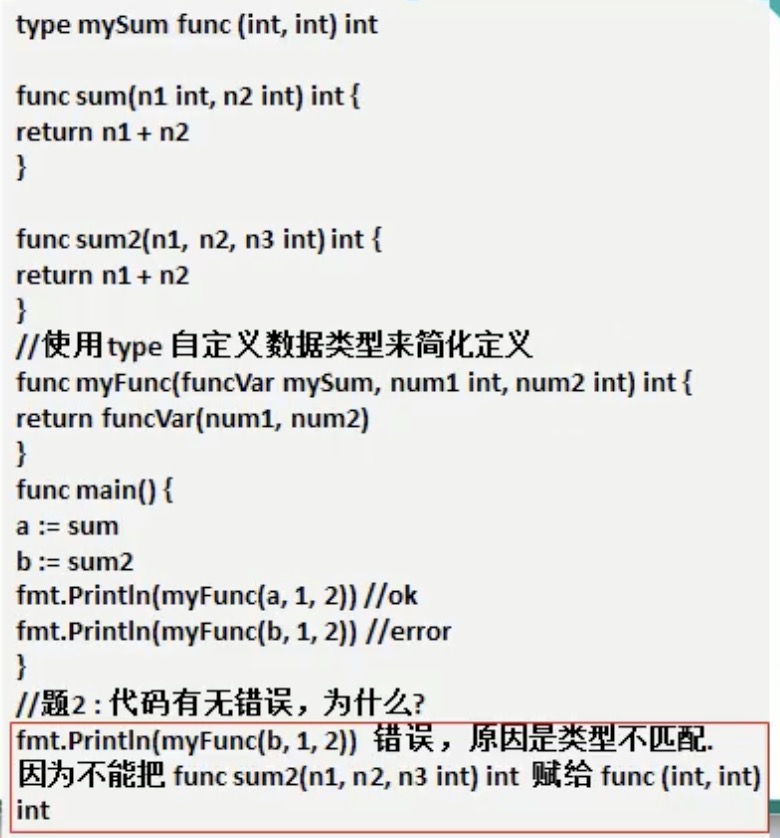 type mySum func (int, int) int
func sum(n1 int, n2 int) int {
return n1 + n2
}
func sum2(n1, n2, n3 int) int {
return n1 + n2
}
//使用type 自定义数据类型来简化定义
func myFunc(funcVar mySum, num1 int, num2 int) int {
return funcVar(num1, num2)
}
func main() {
a := sum
b := sum2
fmt.Println(myFunc(a, 1, 2)) //ok
fmt.Println(myFunc(b, 1, 2)) //error
}
//题2 : 代码有无错误，为什么?
fmt.Println(myFunc(b, 1, 2)) 错误，原因是类型不匹配.
因为不能把 func sum2(n1, n2, n3 int) int 赋给 func (int, int)
int